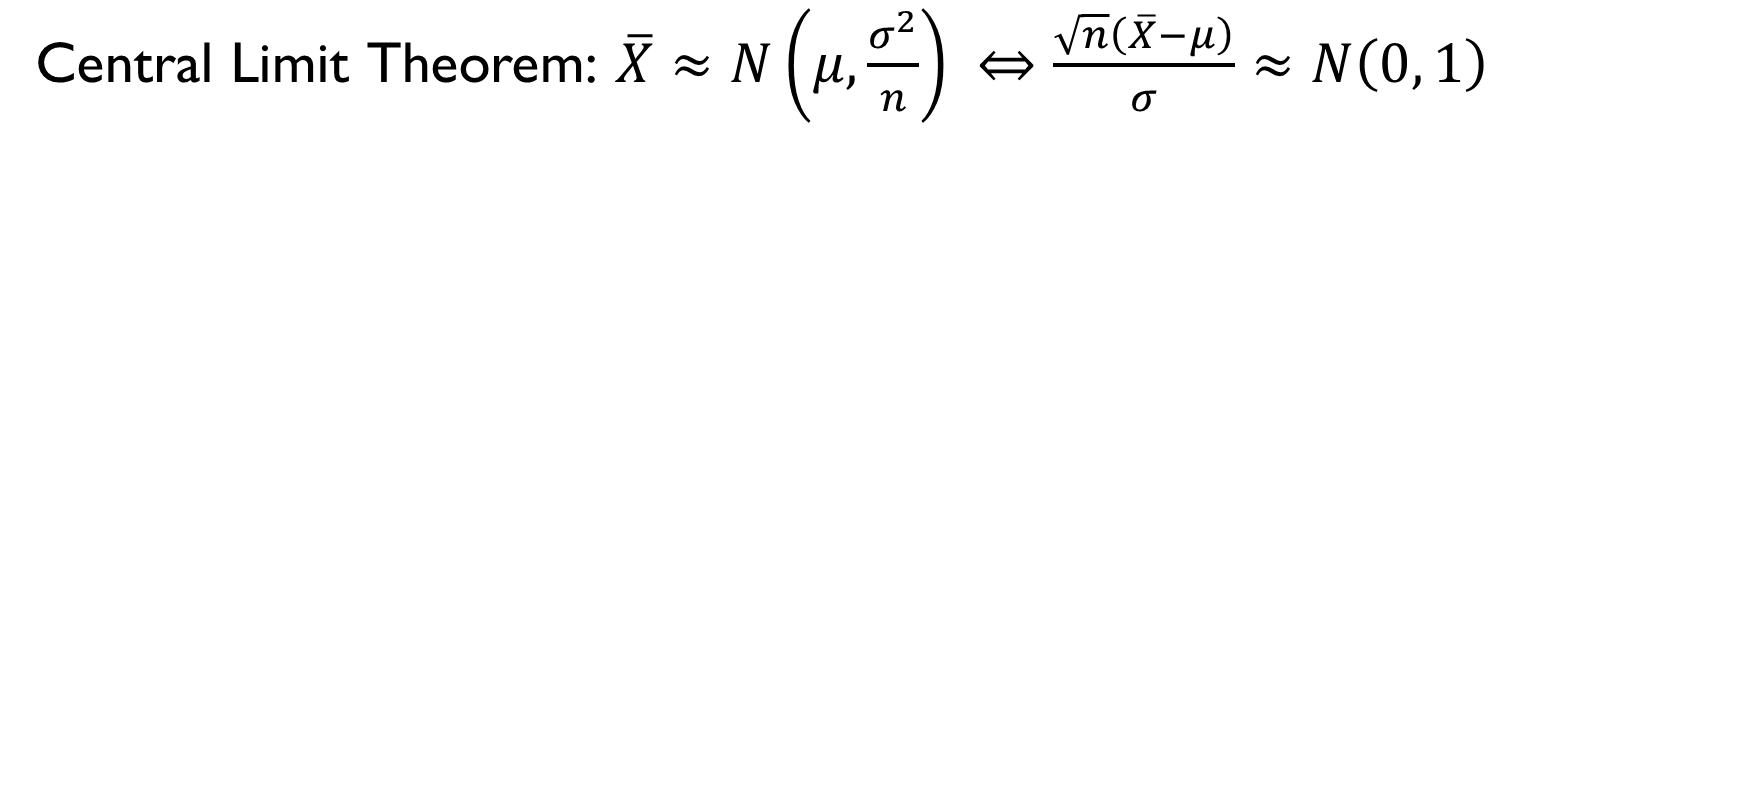 Central Limit Theorem: X̄ ≈ N(μ, σ²/n) ⇔ √n(X̄−μ)/σ ≈ N(0, 1)